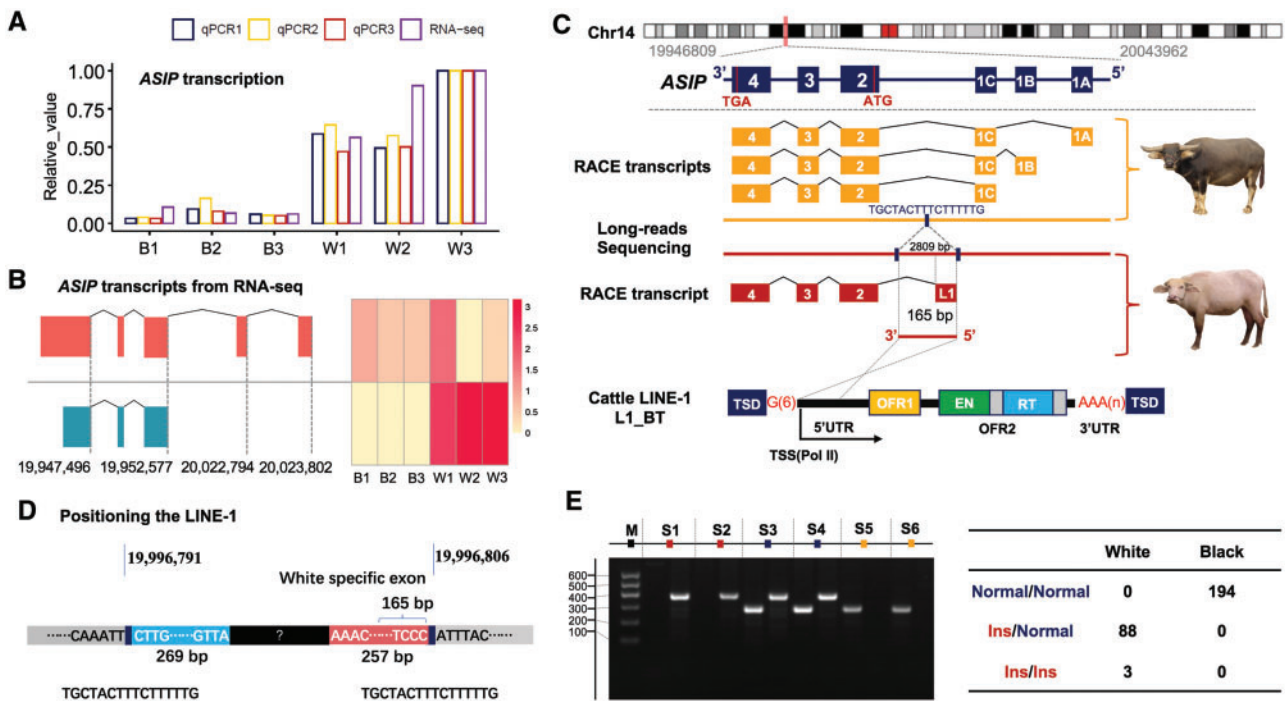 A
qPCR1 qPCR2 qPCR3 RNA-seq
ASIP transcription
Relative_value
1.00
0.75
0.50
0.25
0.00
B1 B2 B3 W1 W2 W3
B
ASIP transcripts from RNA-seq
3
2.5
2
1.5
1
0.5
0
19,947,496 19,952,577 20,022,794 20,023,802
B1 B2 B3 W1 W2 W3
C
Chr14
19946809 20043962
ASIP 3' 4 3 2 1C 1B 1A 5'
TGA ATG
4 3 2 1C 1A
RACE transcripts 4 3 2 1C 1B
4 3 2 1C
TGCTACTTTCTTTTTG
Long-reads
Sequencing
2809 bp
RACE transcript 4 3 2 L1
165 bp
3' 5'
Cattle LINE-1
L1_BT
TSD G(6) OFR1 EN RT AAA(n) TSD
5'UTR OFR2 3'UTR
TSS(Pol II)
D
Positioning the LINE-1
19,996,791 19,996,806
White specific exon
165 bp
······CAAATT CTTG······GTTA ? AAAC······TCCC ATTTAC······
269 bp 257 bp
TGCTACTTTCTTTTTG TGCTACTTTCTTTTTG
E
M S1 S2 S3 S4 S5 S6
600
500
400
300
200
100
White Black
Normal/Normal 0 194
Ins/Normal 88 0
Ins/Ins 3 0